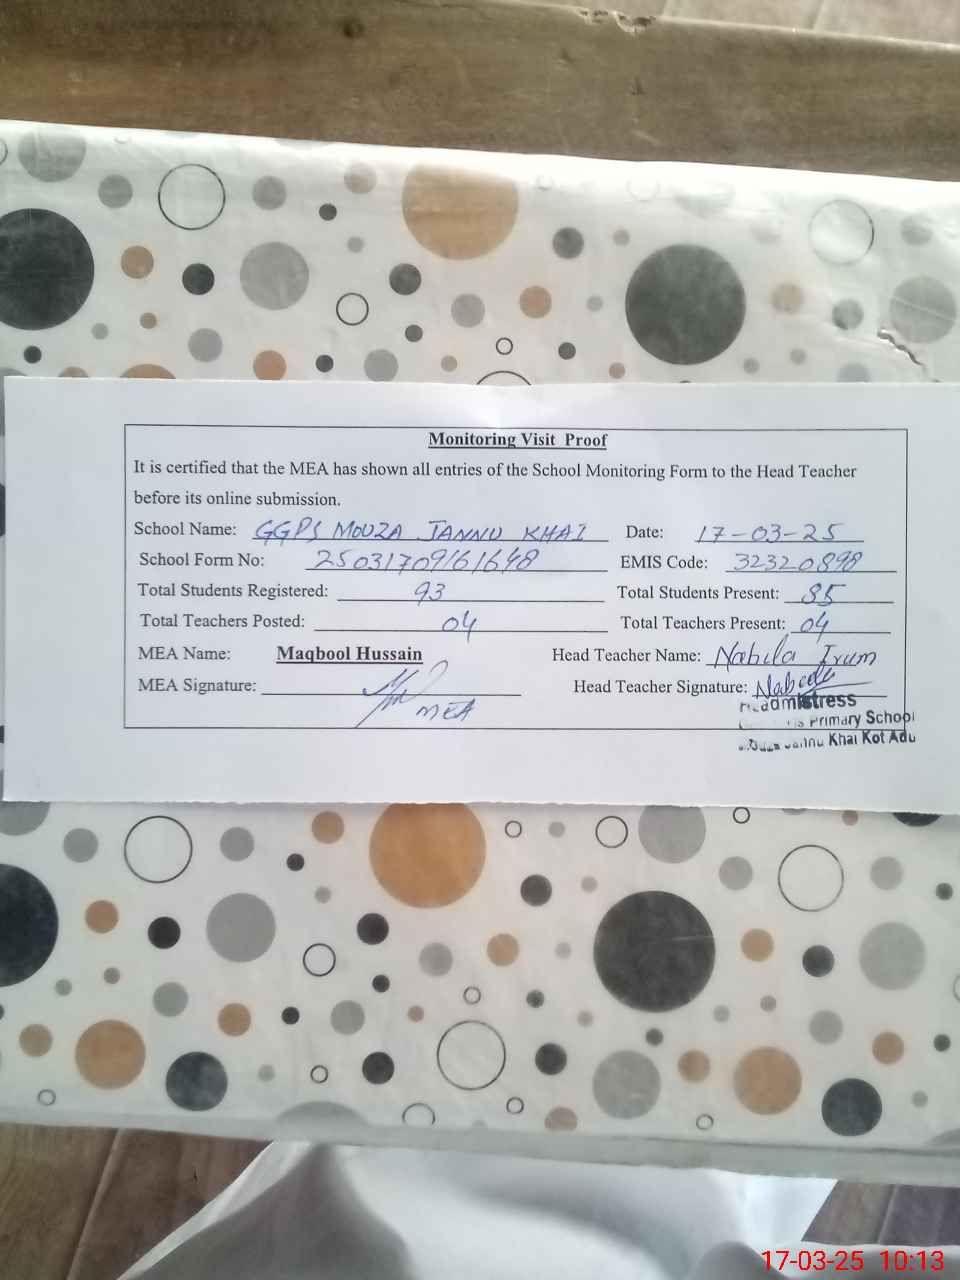 Monitoring Visit Proof
It is certified that the MEA has shown all entries of the School Monitoring Form to the Head Teacher
before its online submission.
School Name: GGPS MOUZA JANNU KHAI Date: 17-03-25
School Form No: 25031709161648 EMIS Code: 32320898
Total Students Registered: 93 Total Students Present: 85
Total Teachers Posted: 04 Total Teachers Present: 04
MEA Name: Maqbool Hussain Head Teacher Name: Nabila Irum
MEA Signature: MEA Head Teacher Signature: Nabeela
Headmistress
Primary School
Jannu Khai Kot Adu
17-03-25 10:13